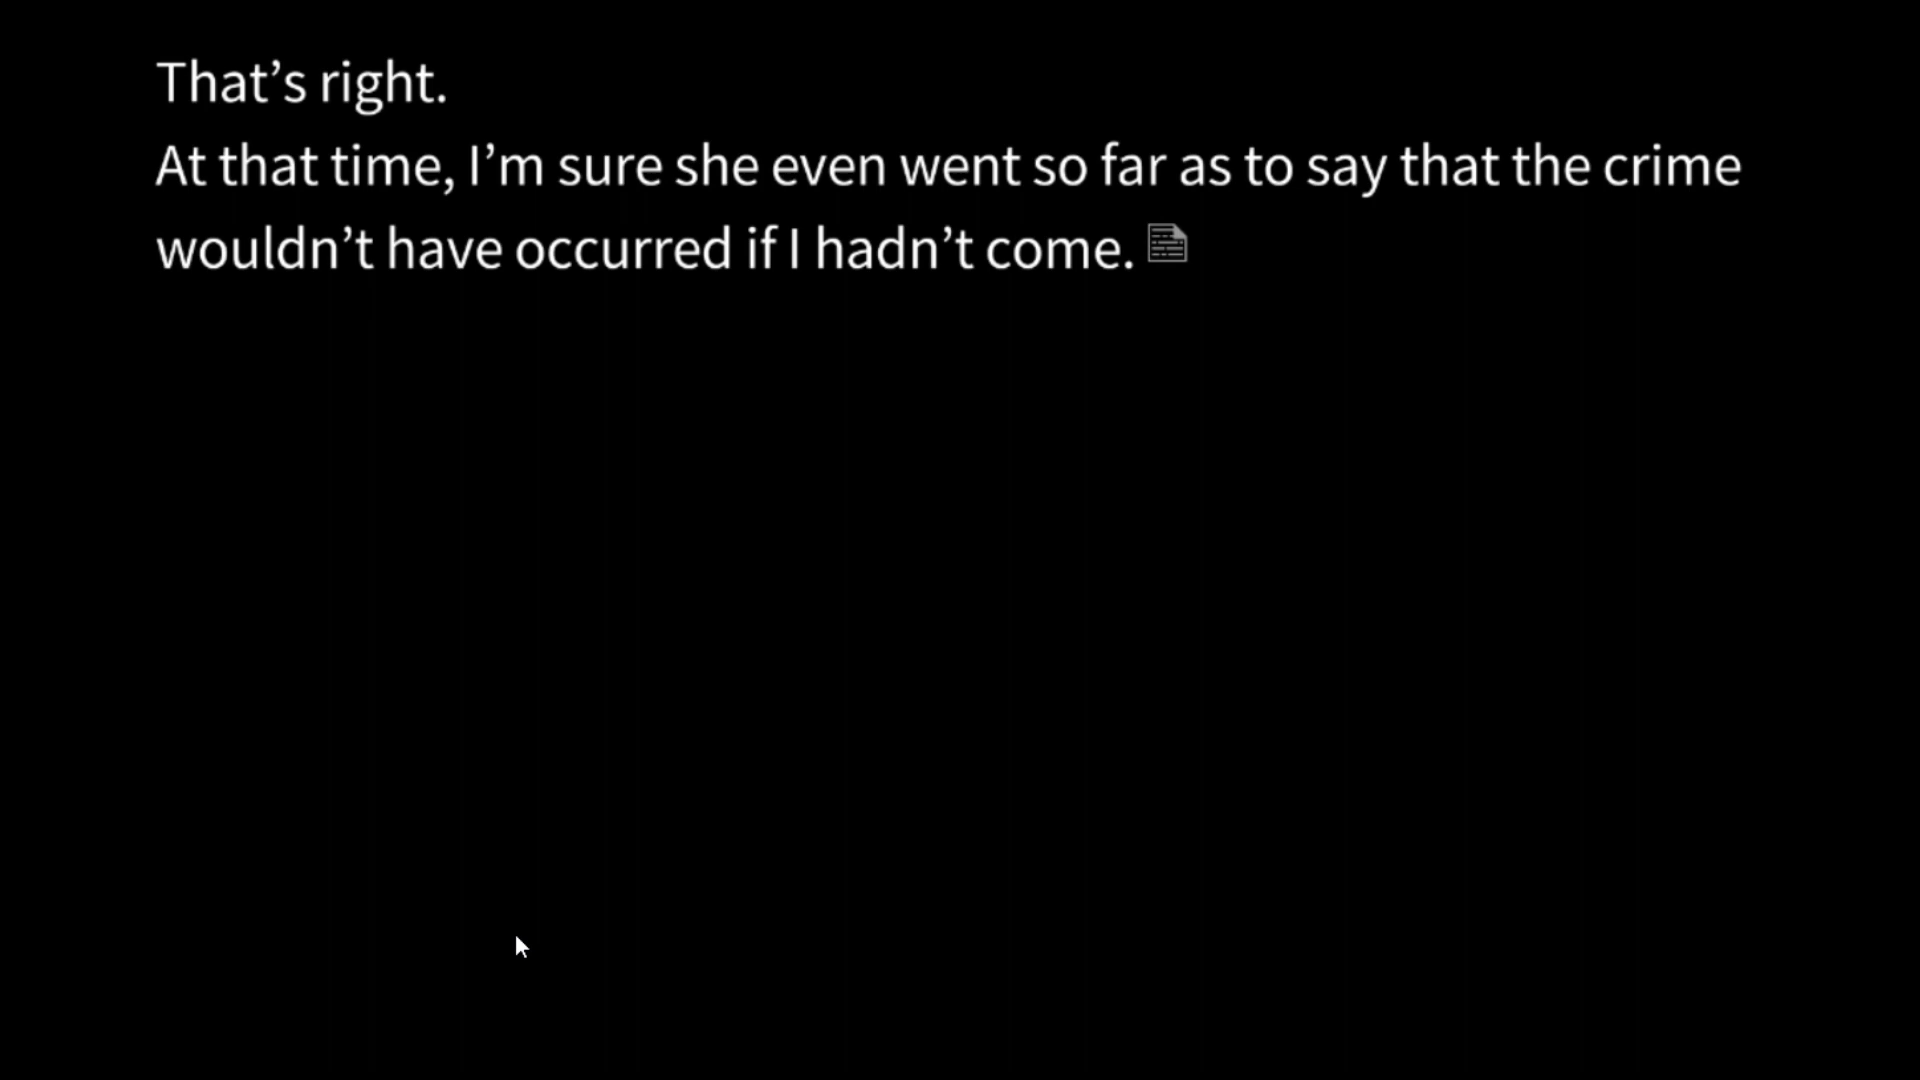 That’s right.
At that time, I’m sure she even went so far as to say that the crime
wouldn’t have occurred if I hadn’t come.